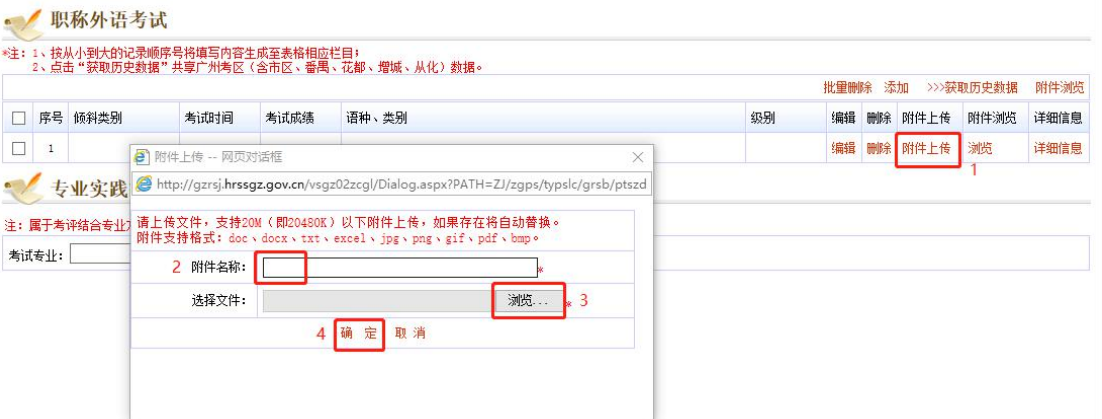 职称外语考试
*注: 1、按从小到大的记录顺序号将填写内容生成至表格相应栏目；
2、点击“获取历史数据”共享广州考区（含市区、番禺、花都、增城、从化）数据。
批量删除 添加 >>>获取历史数据 附件浏览
序号 倾斜类别 考试时间 考试成绩 语种、类别 级别 编辑 删除 附件上传 附件浏览 详细信息
1 编辑 删除 附件上传 浏览 详细信息
1
附件上传 -- 网页对话框
专业实践
http://gzrsj.hrssgz.gov.cn/vsgz02zcgl/Dialog.aspx?PATH=ZJ/zgps/typslc/grsb/ptszd
注: 属于考评结合专业
请上传文件，支持20M（即20480K）以下附件上传，如果存在将自动替换。
附件支持格式：doc、docx、txt、excel、jpg、png、gif、pdf、bmp。
考试专业:
2 附件名称: *
选择文件: 浏览... * 3
4 确 定 取 消